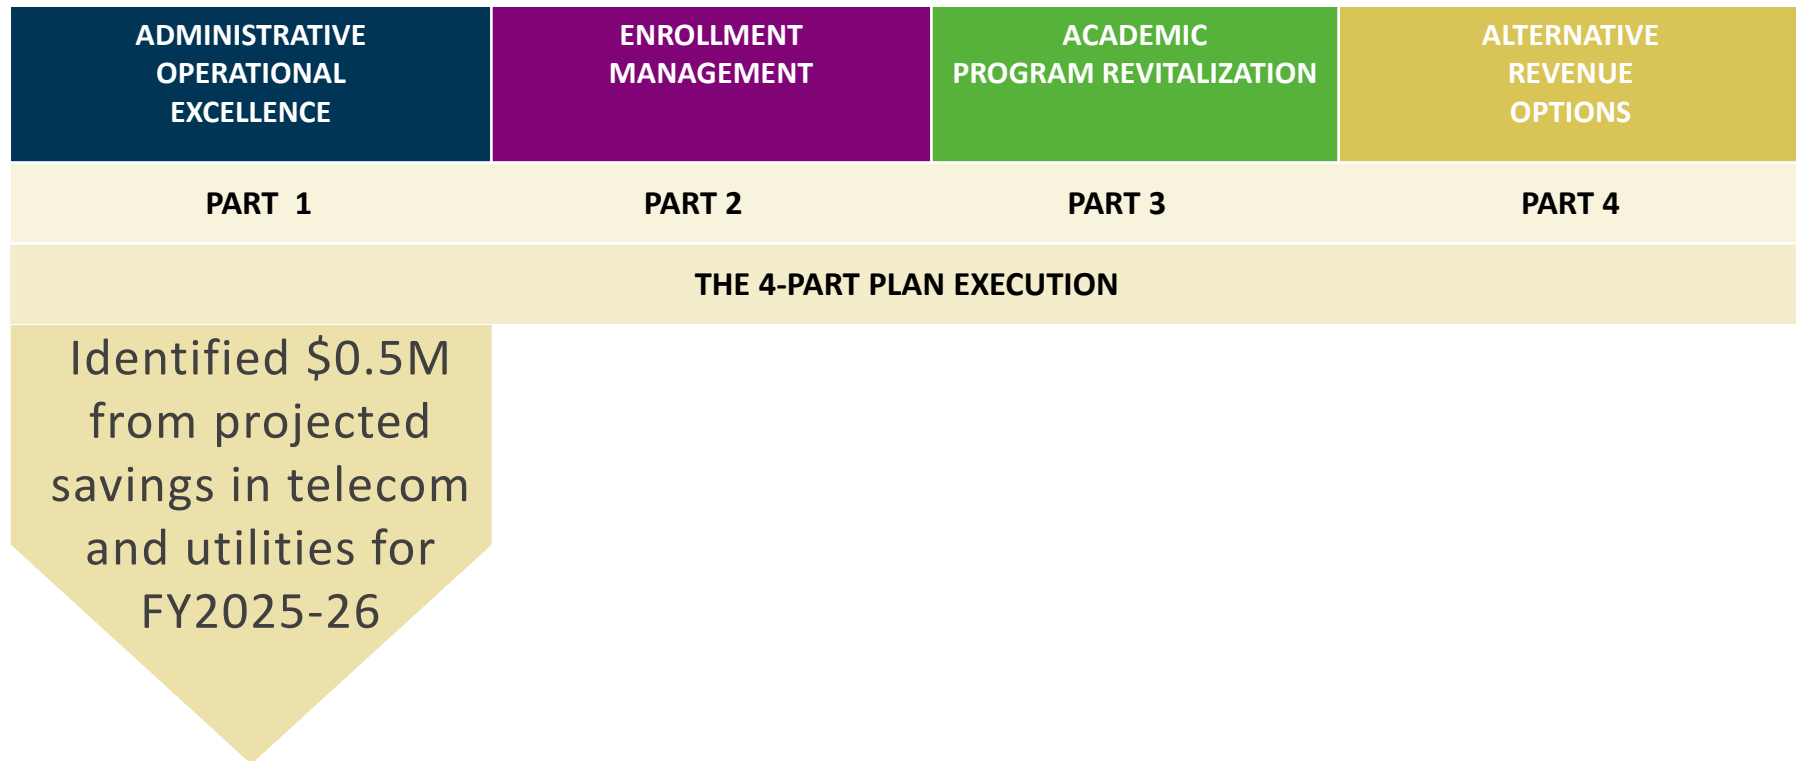 ADMINISTRATIVE
OPERATIONAL
EXCELLENCE
ENROLLMENT
MANAGEMENT
ACADEMIC
PROGRAM REVITALIZATION
ALTERNATIVE
REVENUE
OPTIONS
PART 1
PART 2
PART 3
PART 4
THE 4-PART PLAN EXECUTION
Identified $0.5M
from projected
savings in telecom
and utilities for
FY2025-26